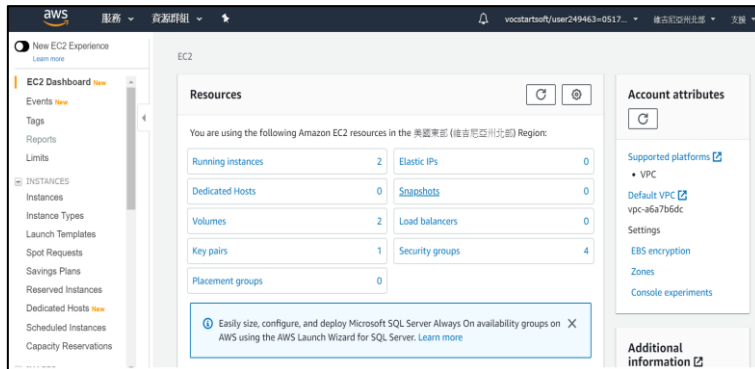 aws 服務 資源群組 vocstartsoft/user249463=0517... 維吉尼亞州北部 支援
New EC2 Experience
Learn more
EC2 Dashboard New
Events New
Tags
Reports
Limits
INSTANCES
Instances
Instance Types
Launch Templates
Spot Requests
Savings Plans
Reserved Instances
Dedicated Hosts New
Scheduled Instances
Capacity Reservations
EC2
Resources
You are using the following Amazon EC2 resources in the 美國東部 (維吉尼亞州北部) Region:
Running instances 2 Elastic IPs 0
Dedicated Hosts 0 Snapshots 0
Volumes 2 Load balancers 0
Key pairs 1 Security groups 4
Placement groups 0
Easily size, configure, and deploy Microsoft SQL Server Always On availability groups on
AWS using the AWS Launch Wizard for SQL Server. Learn more
Account attributes
Supported platforms
• VPC
Default VPC
vpc-a6a7b6dc
Settings
EBS encryption
Zones
Console experiments
Additional
information